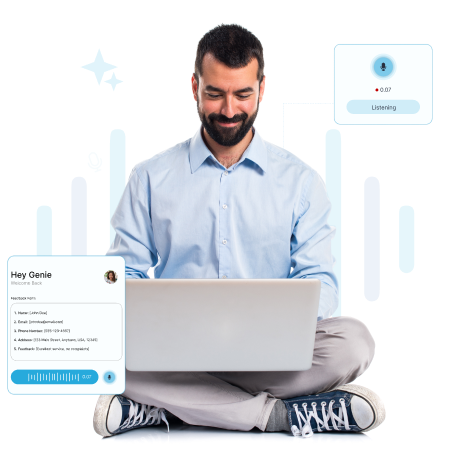 0.07
Listening
Hey Genie
Welcome Back
Feedback Form:
1. Name: [John Doe]
2. Email: [johndoe@email.com]
3. Phone Number: [555-123-4567]
4. Address: [123 Main Street, Anytown, USA, 12345]
5. Feedback: [Excellent service, no complaints]
0.07